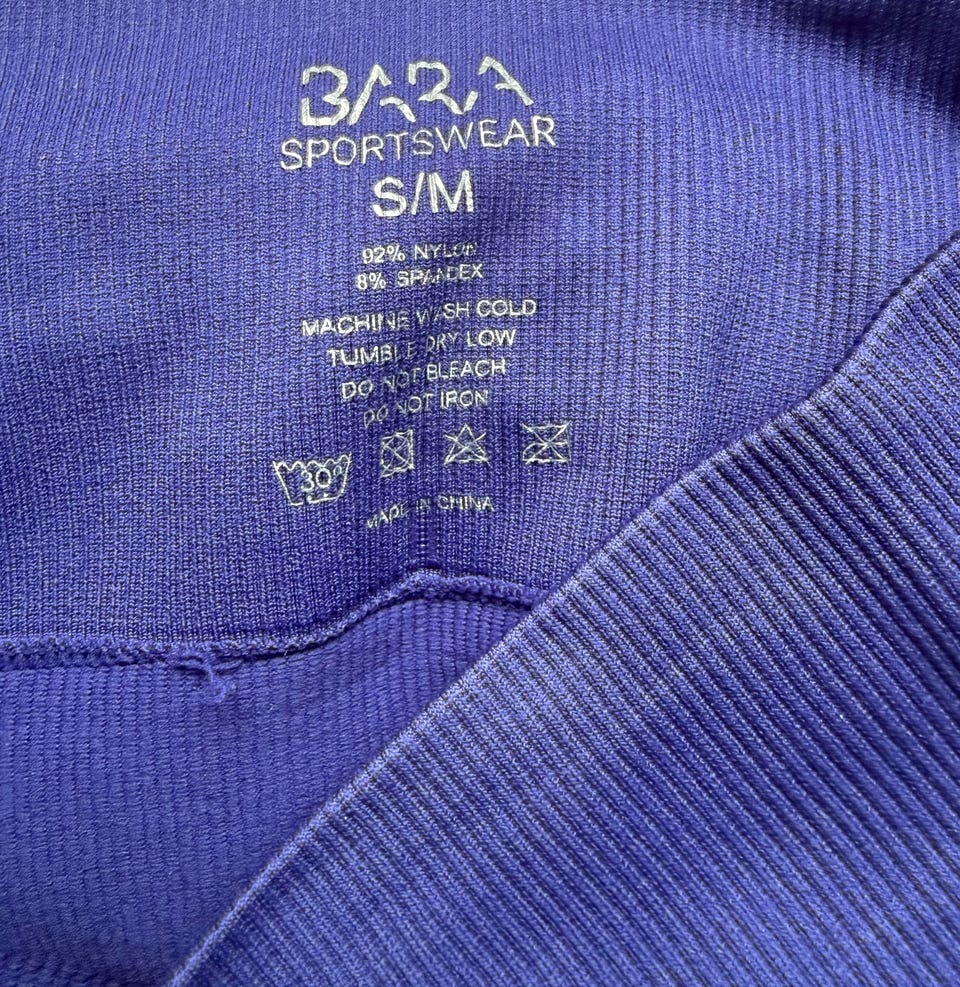 BARA
SPORTSWEAR
S/M
92% NYLON
8% SPANDEX
MACHINE WASH COLD
TUMBLE DRY LOW
DO NOT BLEACH
DO NOT IRON
30°
MADE IN CHINA